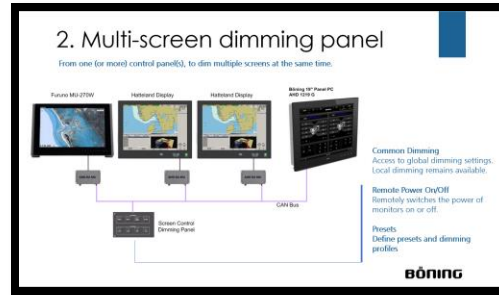 2. Multi-screen dimming panel
From one (or more) control panel(s), to dim multiple screens at the same time.
Furuno MU-270W
Hatteland Display
Hatteland Display
Böning 19" Panel PC
AHD 1219 G
CAN Bus
Screen Control
Dimming Panel
Common Dimming
Access to global dimming settings.
Local dimming remains available.
Remote Power On/Off
Remotely switches the power of
monitors on or off.
Presets
Define presets and dimming
profiles
BÖNING